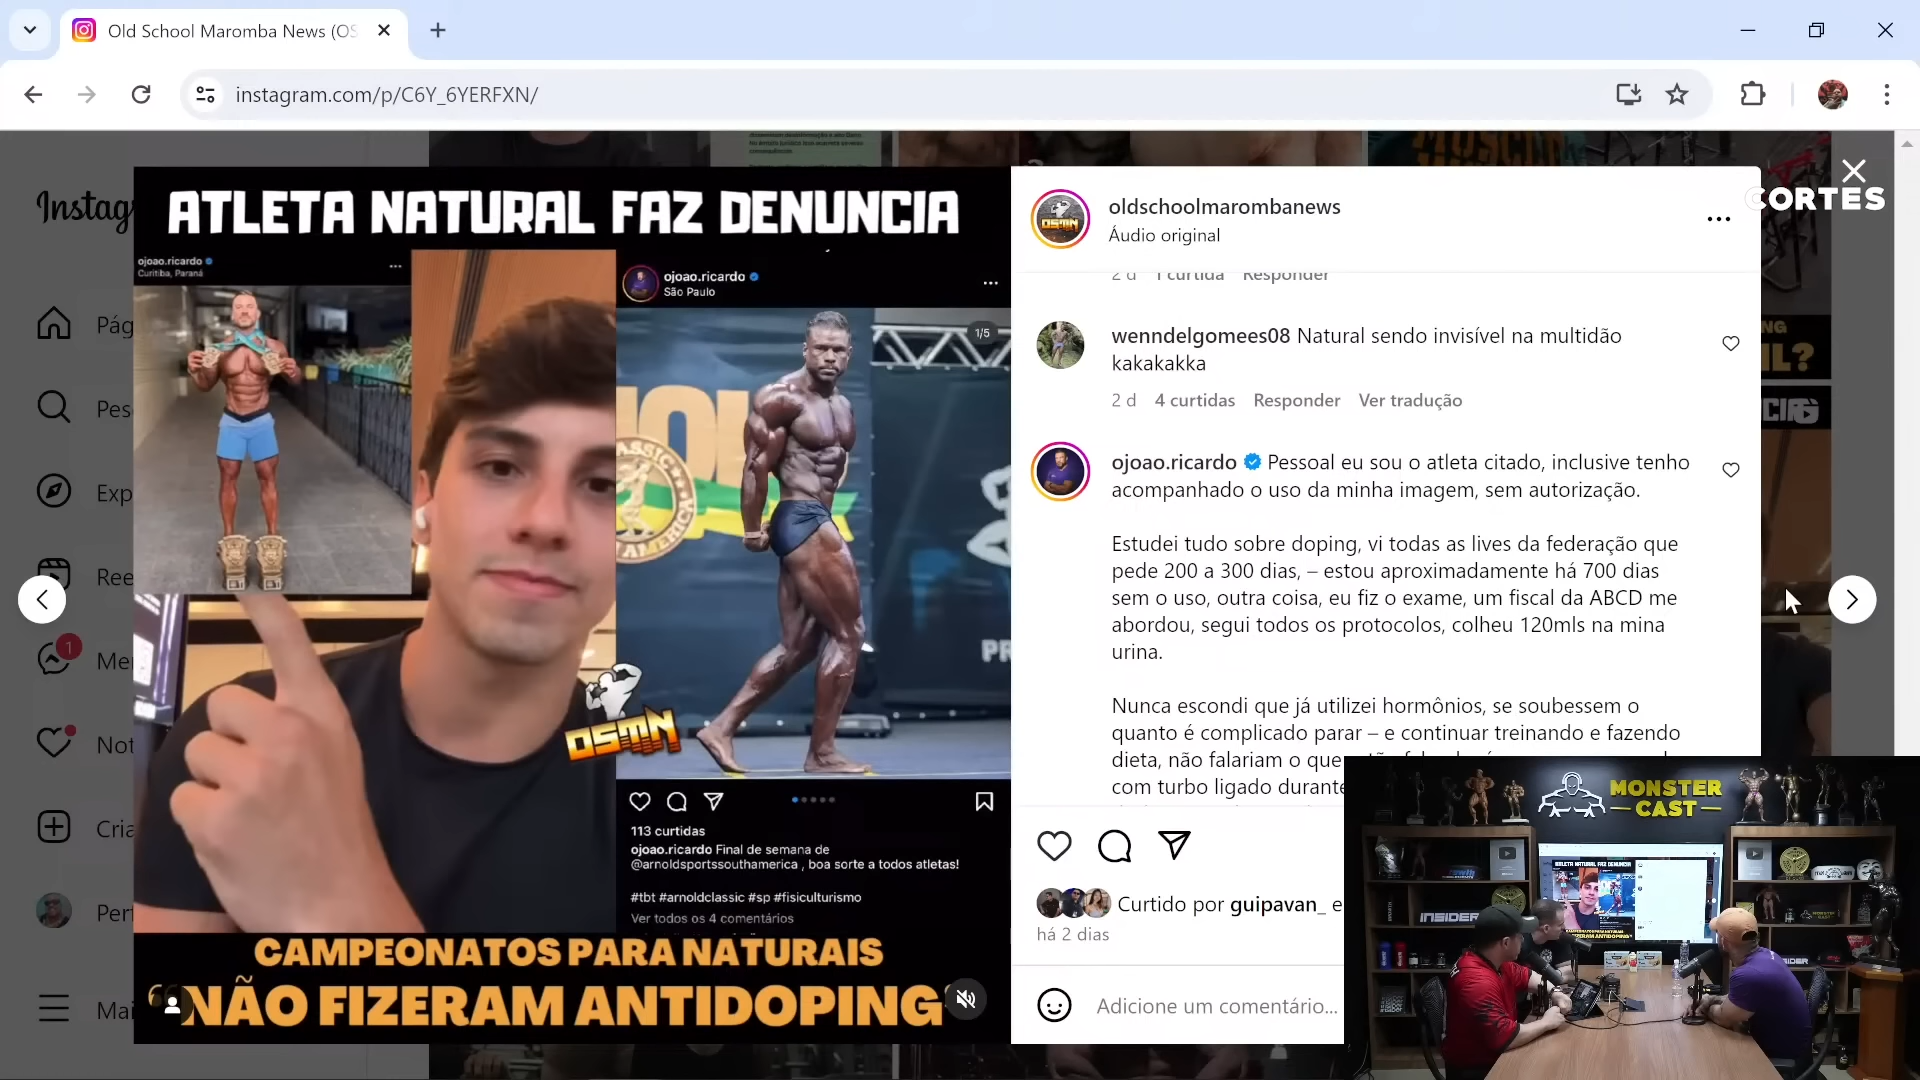 Old School Maromba News (OS
instagram.com/p/C6Y_6YERFXN/
CORTES
Instag
Pág
Pes
Exp
Ree
Me
Not
Cria
Per
Mai
1
ATLETA NATURAL FAZ DENUNCIA
ojoao.ricardo
Curitiba, Paraná
ojoao.ricardo
São Paulo
1/5
OSMN
113 curtidas
ojoao.ricardo Final de semana de
@arnoldsportssouthamerica , boa sorte a todos atletas!
#tbt #arnoldclassic #sp #fisiculturismo
Ver todos os 4 comentários
CAMPEONATOS PARA NATURAIS
“NÃO FIZERAM ANTIDOPING”
oldschoolmarombanews
Áudio original
2 d 1 curtida Responder
wenndelgomees08 Natural sendo invisível na multidão
kakakakka
2 d 4 curtidas Responder Ver tradução
ojoao.ricardo Pessoal eu sou o atleta citado, inclusive tenho
acompanhado o uso da minha imagem, sem autorização.
Estudei tudo sobre doping, vi todas as lives da federação que
pede 200 a 300 dias, – estou aproximadamente há 700 dias
sem o uso, outra coisa, eu fiz o exame, um fiscal da ABCD me
abordou, segui todos os protocolos, colheu 120mls na mina
urina.
Nunca escondi que já utilizei hormônios, se soubessem o
quanto é complicado parar – e continuar treinando e fazendo
dieta, não falariam o que
com turbo ligado durante
Curtido por guipavan_ e
há 2 dias
Adicione um comentário...
MONSTER
CAST
INSIDER